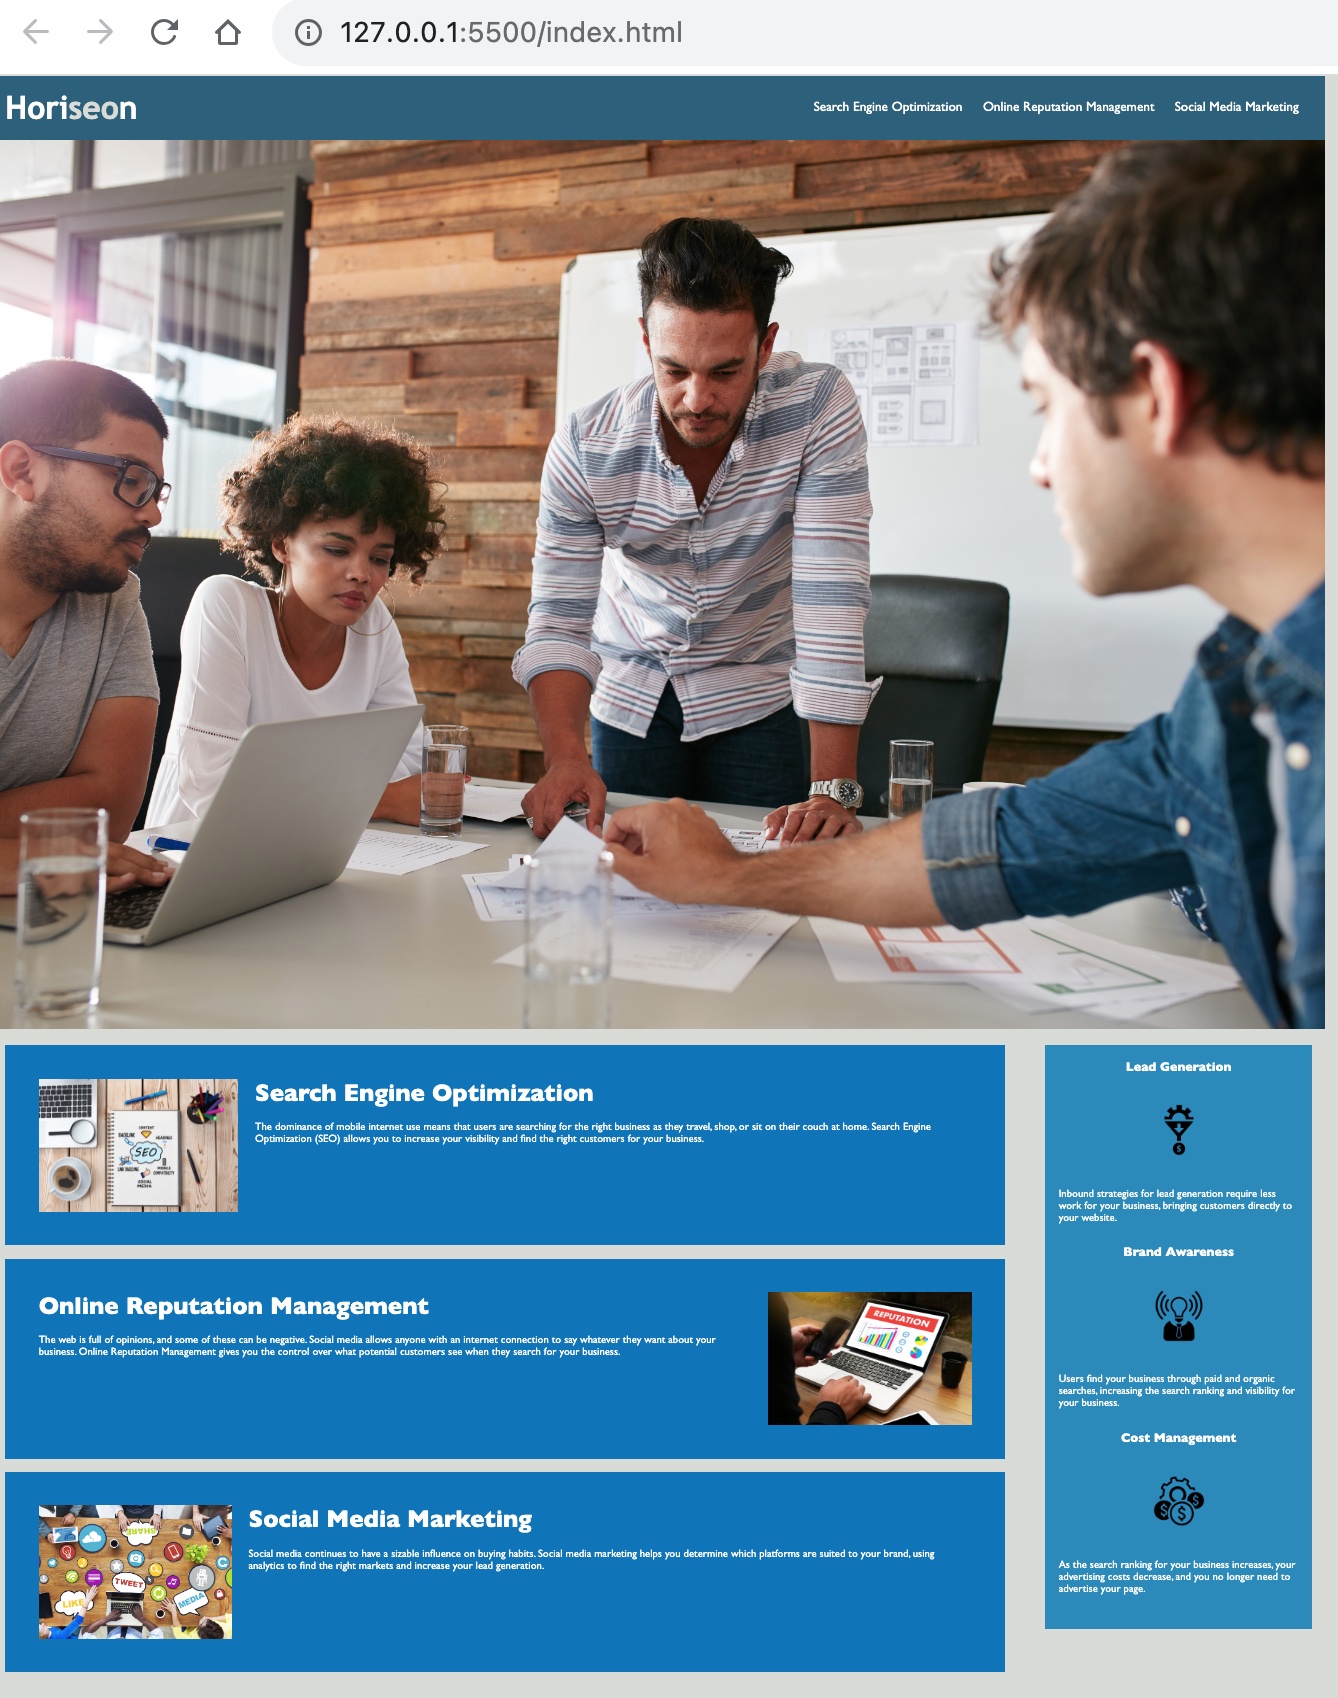 127.0.0.1:5500/index.html
Horiseon
Search Engine Optimization Online Reputation Management Social Media Marketing
Search Engine Optimization
The dominance of mobile internet use means that users are searching for the right business as they travel, shop, or sit on their couch at home. Search Engine
Optimization (SEO) allows you to increase your visibility and find the right customers for your business.
SEO
Online Reputation Management
The web is full of opinions, and some of these can be negative. Social media allows anyone with an internet connection to say whatever they want about your
business. Online Reputation Management gives you the control over what potential customers see when they search for your business.
REPUTATION
Social Media Marketing
Social media continues to have a sizable influence on buying habits. Social media marketing helps you determine which platforms are suited to your brand, using
analytics to find the right markets and increase your lead generation.
SHARE
TWEET
LIKE
MEDIA
Lead Generation
Inbound strategies for lead generation require less
work for your business, bringing customers directly to
your website.
Brand Awareness
Users find your business through paid and organic
searches, increasing the search ranking and visibility for
your business.
Cost Management
As the search ranking for your business increases, your
advertising costs decrease, and you no longer need to
advertise your page.